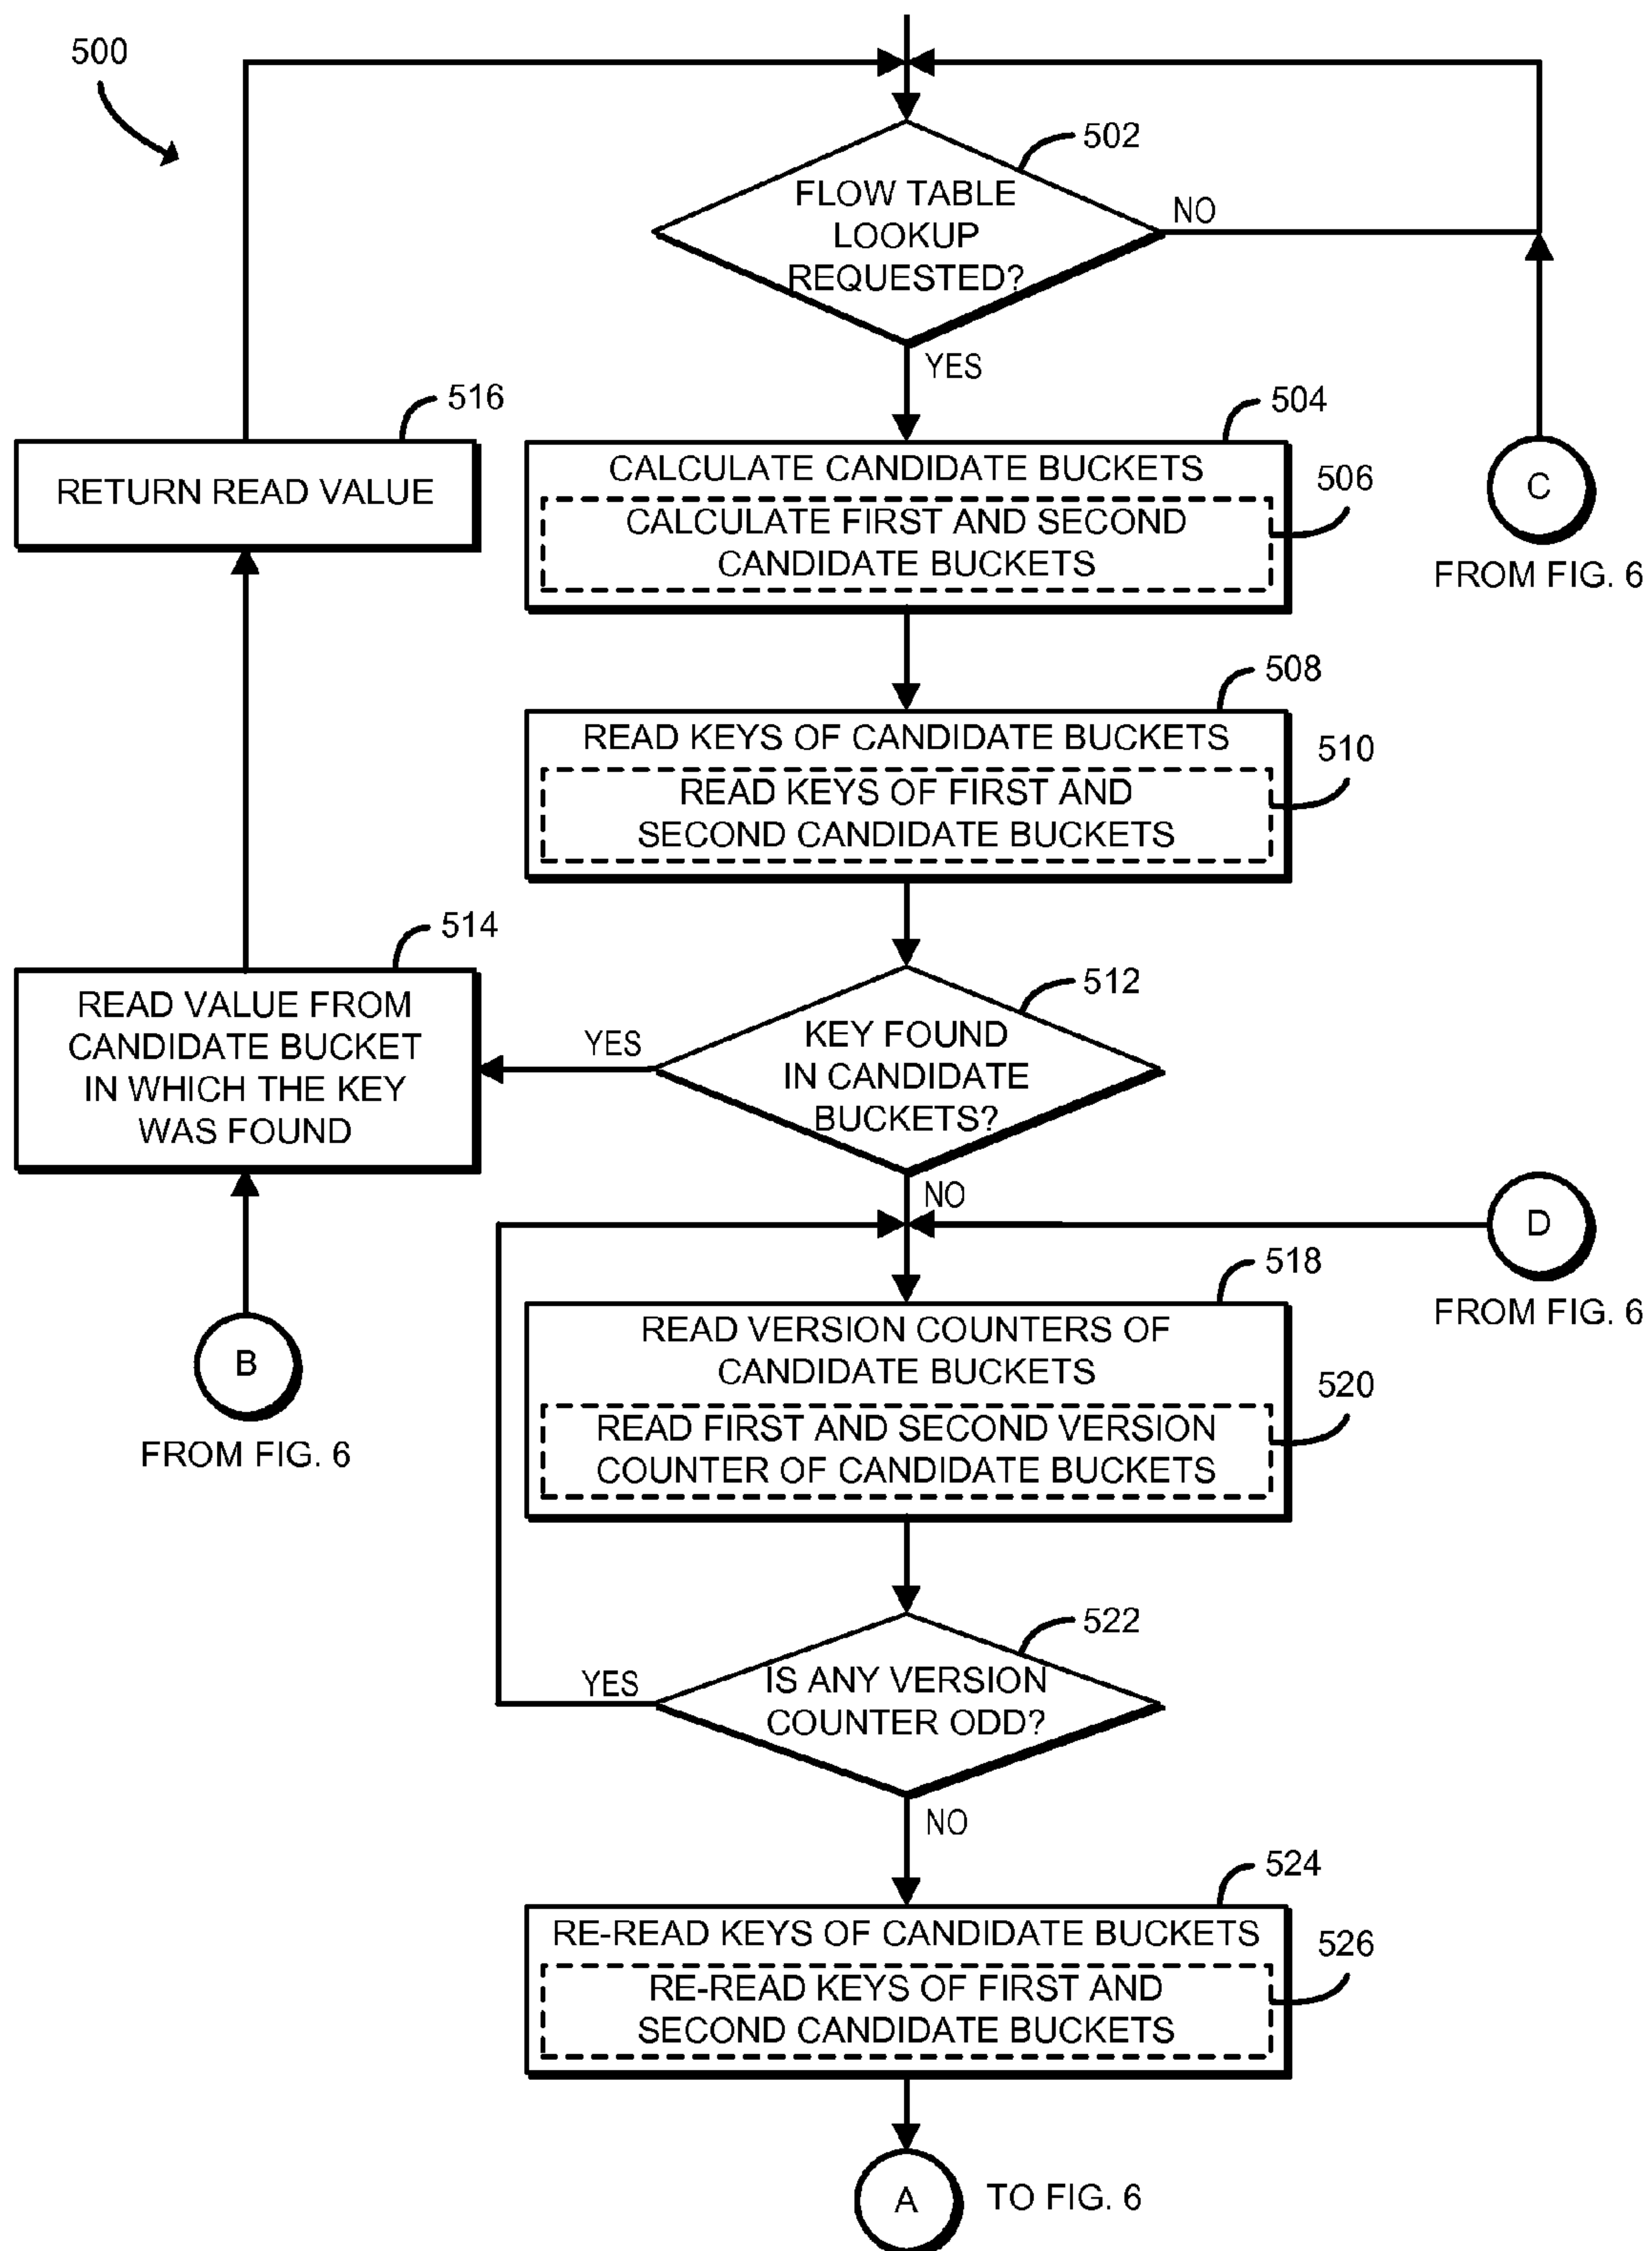 500
502
FLOW TABLE
LOOKUP
REQUESTED?
NO
YES
516
RETURN READ VALUE
504
CALCULATE CANDIDATE BUCKETS
506
CALCULATE FIRST AND SECOND
CANDIDATE BUCKETS
C
FROM FIG. 6
508
READ KEYS OF CANDIDATE BUCKETS
510
READ KEYS OF FIRST AND
SECOND CANDIDATE BUCKETS
514
READ VALUE FROM
CANDIDATE BUCKET
IN WHICH THE KEY
WAS FOUND
YES
512
KEY FOUND
IN CANDIDATE
BUCKETS?
NO
D
FROM FIG. 6
B
FROM FIG. 6
518
READ VERSION COUNTERS OF
CANDIDATE BUCKETS
520
READ FIRST AND SECOND VERSION
COUNTER OF CANDIDATE BUCKETS
522
YES
IS ANY VERSION
COUNTER ODD?
NO
524
RE-READ KEYS OF CANDIDATE BUCKETS
526
RE-READ KEYS OF FIRST AND
SECOND CANDIDATE BUCKETS
A
TO FIG. 6